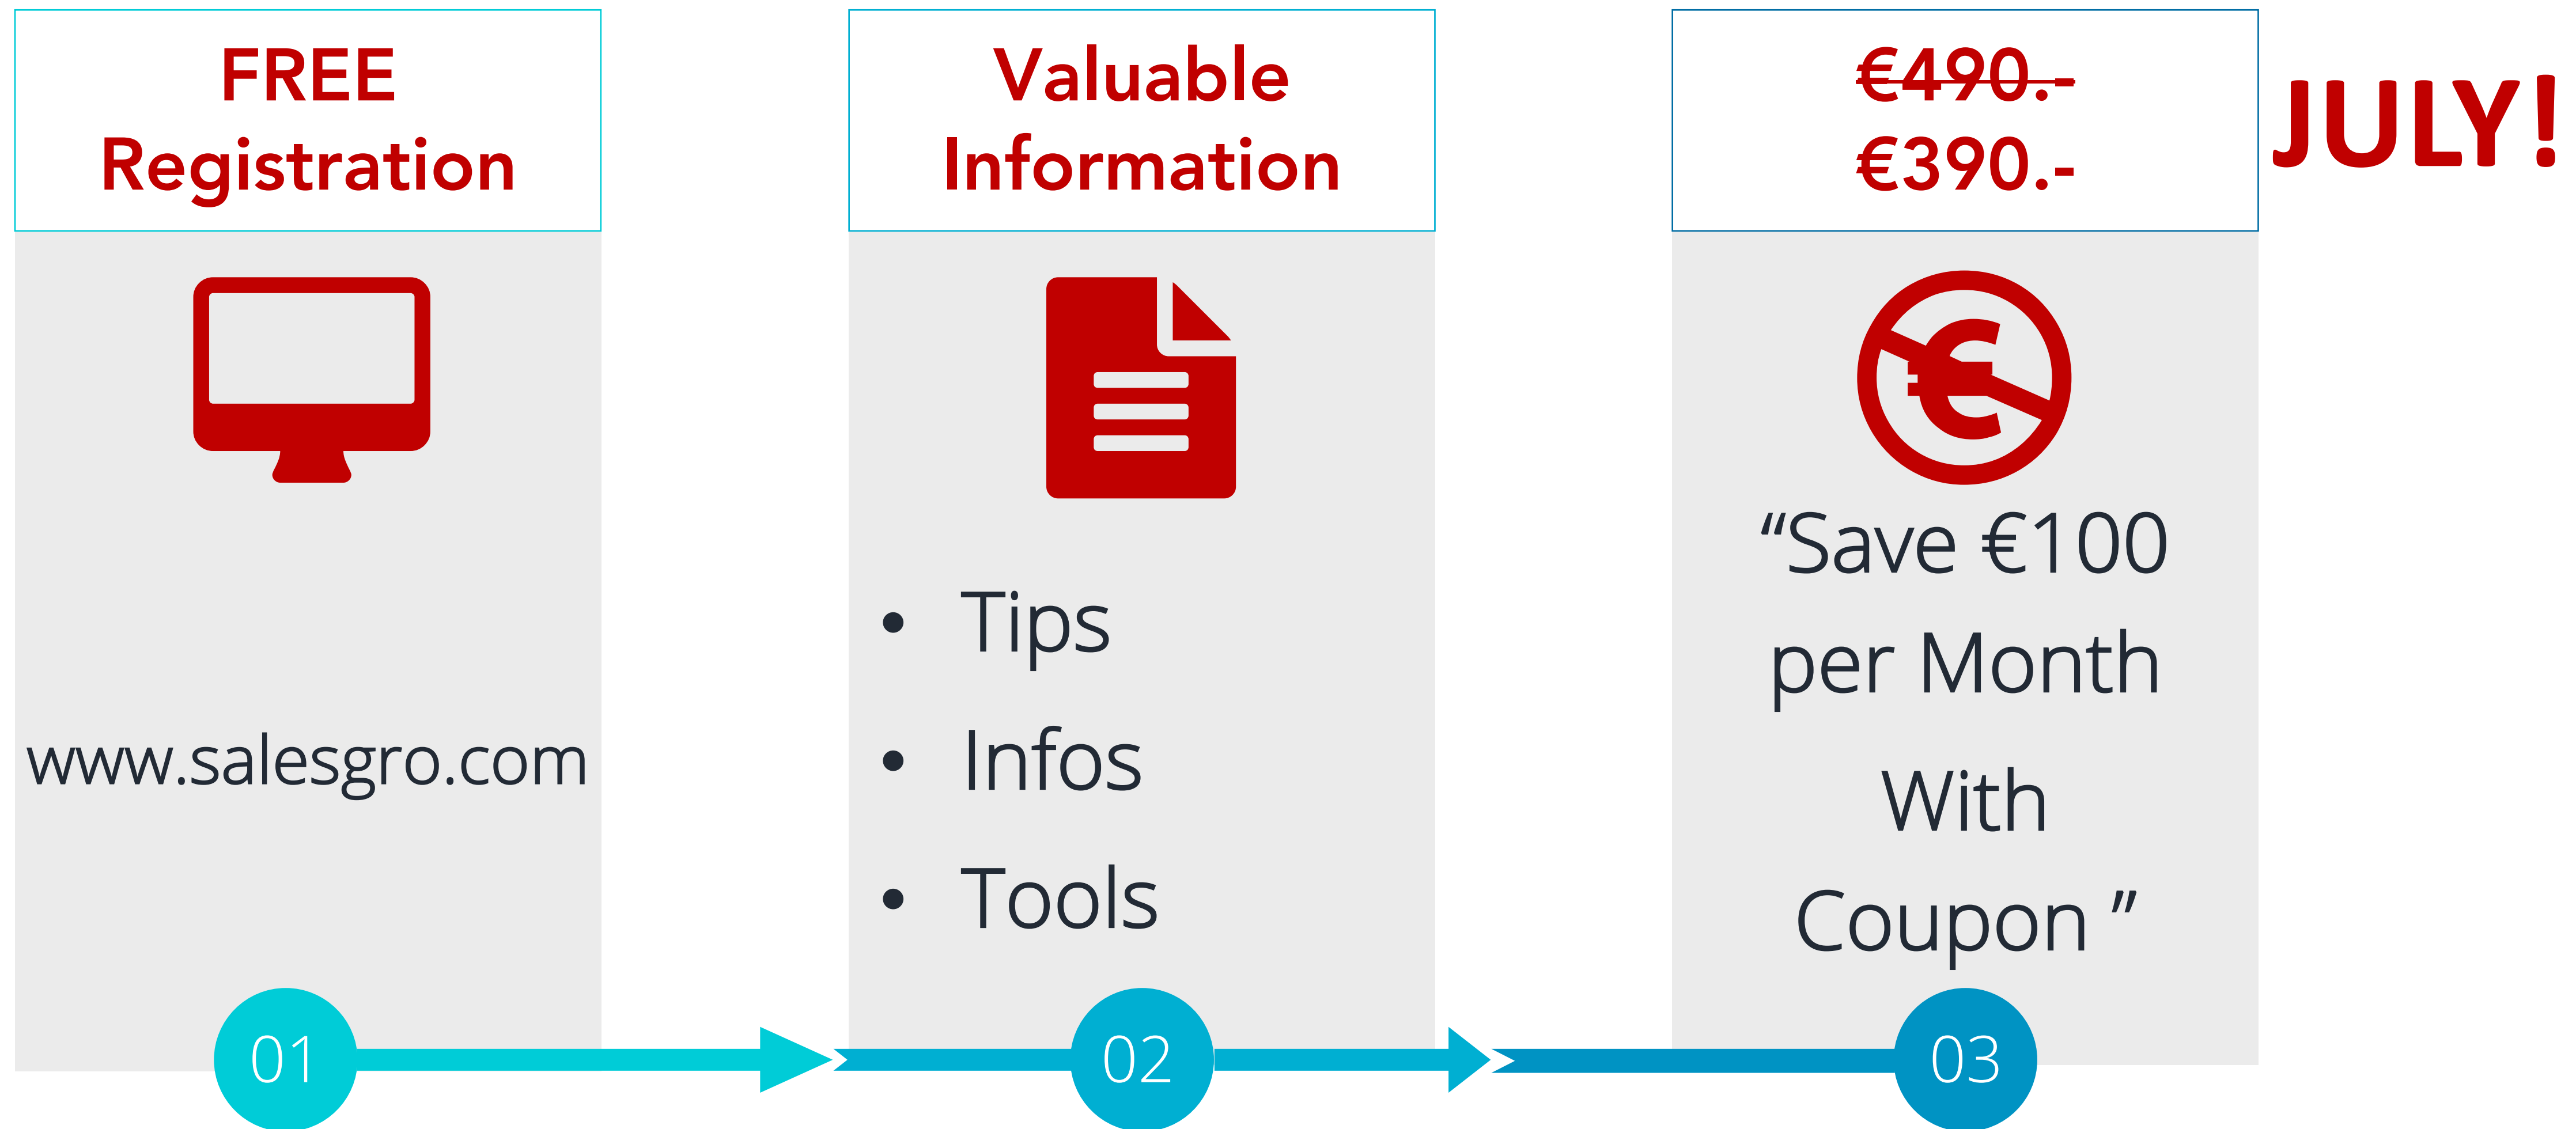 FREE
Registration
www.salesgro.com
01
Valuable
Information
• Tips
• Infos
• Tools
02
€490.-
€390.-
JULY!
“Save €100
per Month
With
Coupon ”
03